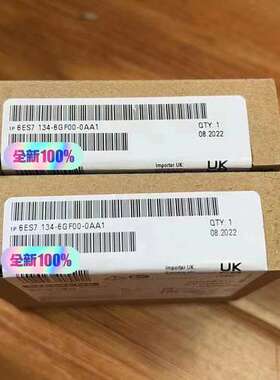 1P 6ES7 134-6GF00-0AA1
QTY. 1
08.2022
全新100%
Importer UK:
UK
1P 6ES7 134-6GF00-0AA1
QTY. 1
08.2022
全新100%
Importer UK:
UK